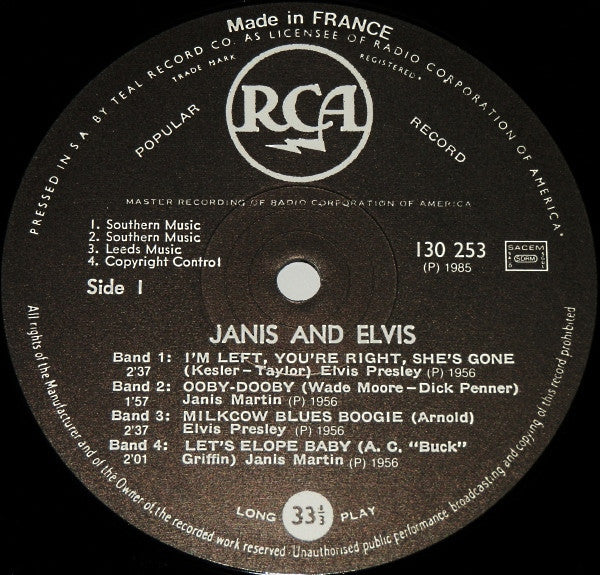 Made in FRANCE
PRESSED IN S.A. BY TEAL RECORD CO. AS LICENSEE OF RADIO CORPORATION OF AMERICA.
TRADE MARK REGISTERED
POPULAR RCA RECORD
MASTER RECORDING OF RADIO CORPORATION OF AMERICA
1. Southern Music
2. Southern Music
3. Leeds Music
4. Copyright Control
Side 1
130 253
(P) 1985
SACEM
SDRM
JANIS AND ELVIS
Band 1: I'M LEFT, YOU'RE RIGHT, SHE'S GONE
2'37 (Kesler-Taylor) Elvis Presley (P) 1956
Band 2: OOBY-DOOBY (Wade Moore-Dick Penner)
1'57 Janis Martin (P) 1956
Band 3: MILKCOW BLUES BOOGIE (Arnold)
2'37 Elvis Presley (P) 1956
Band 4: LET'S ELOPE BABY (A. C. "Buck"
2'01 Griffin) Janis Martin (P) 1956
LONG 33⅓ PLAY
All rights of the Manufacturer and of the Owner of the recorded work reserved · Unauthorised public performance broadcasting and copying of this record prohibited